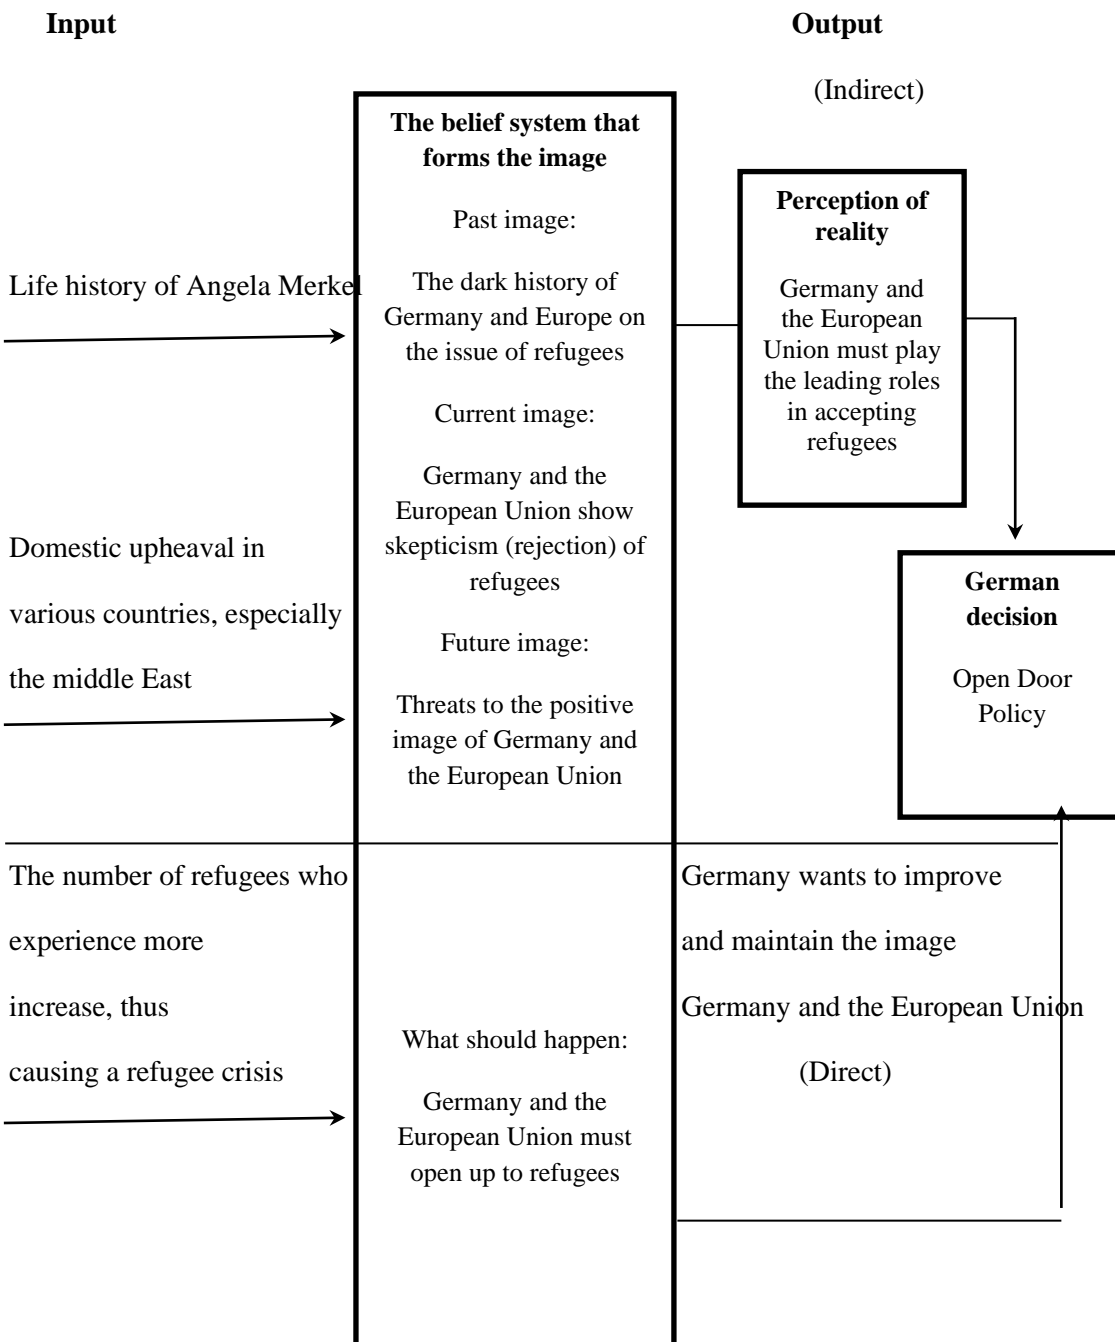 Input
Output
(Indirect)
The belief system that
forms the image
Past image:
The dark history of
Germany and Europe on
the issue of refugees
Current image:
Germany and the
European Union show
skepticism (rejection) of
refugees
Future image:
Threats to the positive
image of Germany and
the European Union
What should happen:
Germany and the
European Union must
open up to refugees
Life history of Angela Merkel
Domestic upheaval in
various countries, especially
the middle East
The number of refugees who
experience more
increase, thus
causing a refugee crisis
Perception of
reality
Germany and
the European
Union must play
the leading roles
in accepting
refugees
German
decision
Open Door
Policy
Germany wants to improve
and maintain the image
Germany and the European Union
(Direct)